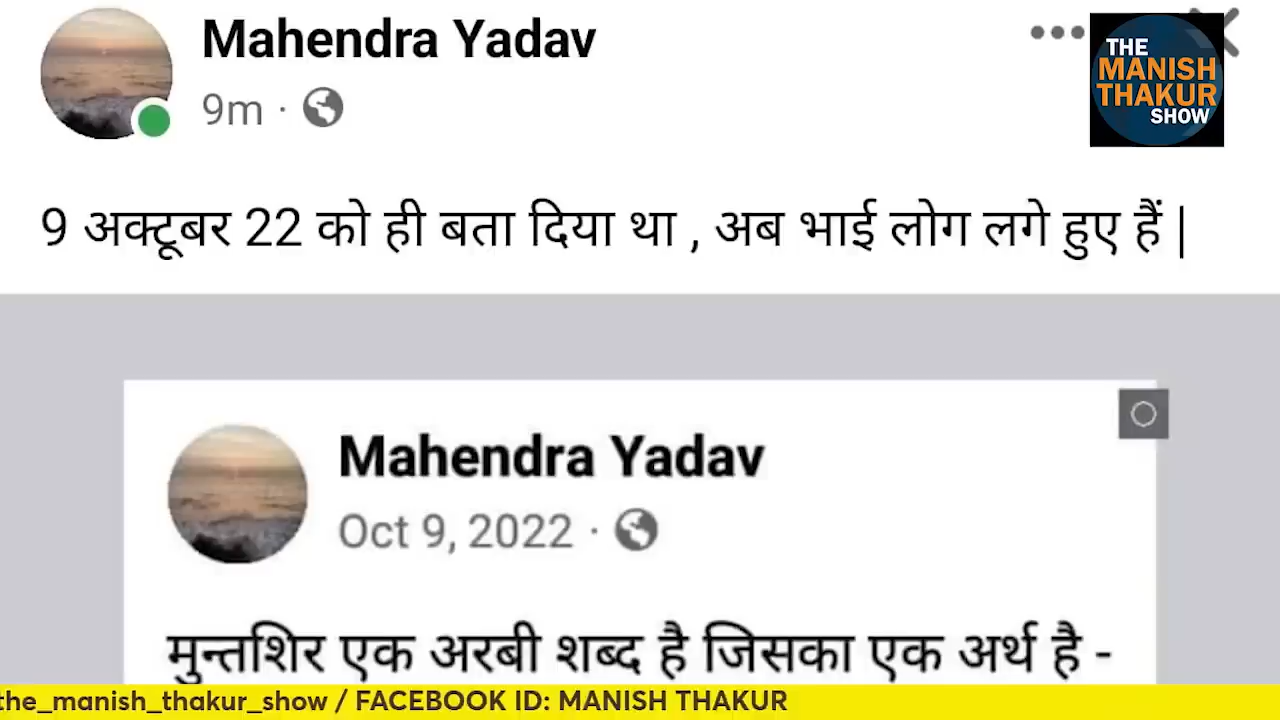 Mahendra Yadav
9m ·
THE
MANISH
THAKUR
SHOW
9 अक्टूबर 22 को ही बता दिया था , अब भाई लोग लगे हुए हैं |
Mahendra Yadav
Oct 9, 2022 ·
मुन्तशिर एक अरबी शब्द है जिसका एक अर्थ है -
the_manish_thakur_show / FACEBOOK ID: MANISH THAKUR